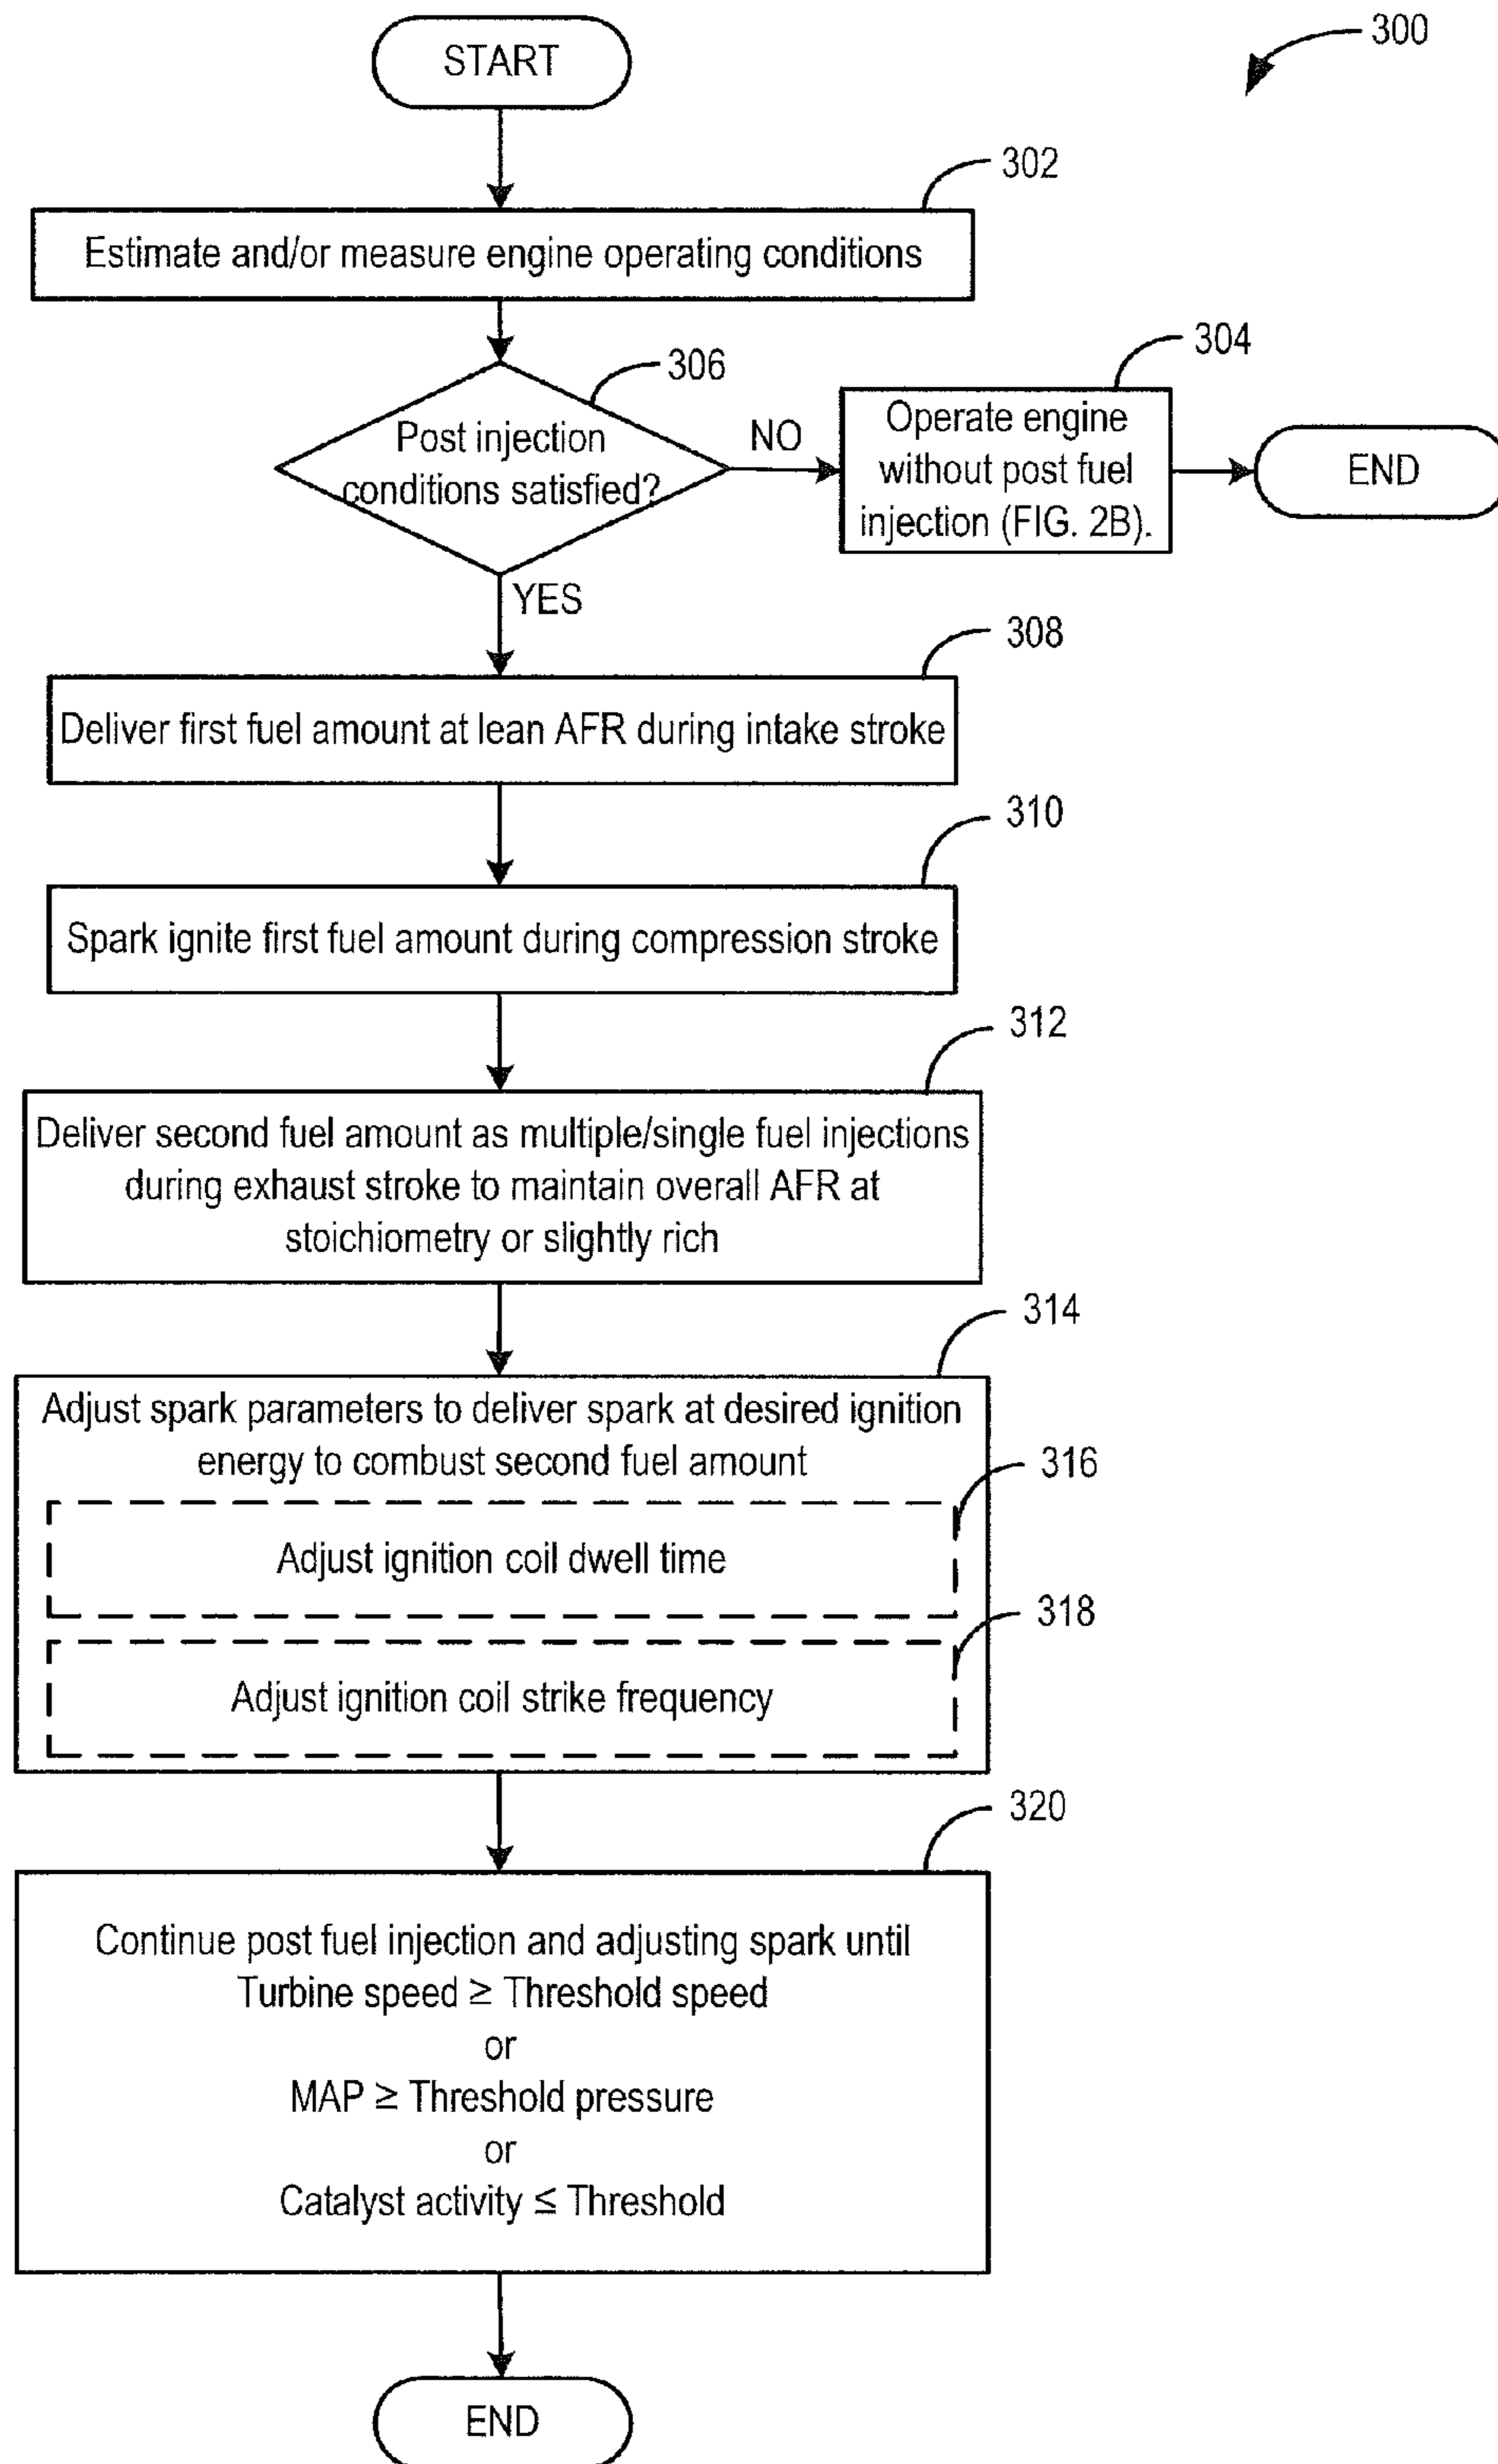 START
300
302
Estimate and/or measure engine operating conditions
306
304
Post injection
conditions satisfied?
NO
Operate engine
without post fuel
injection (FIG. 2B).
END
YES
308
Deliver first fuel amount at lean AFR during intake stroke
310
Spark ignite first fuel amount during compression stroke
312
Deliver second fuel amount as multiple/single fuel injections
during exhaust stroke to maintain overall AFR at
stoichiometry or slightly rich
314
Adjust spark parameters to deliver spark at desired ignition
energy to combust second fuel amount
316
Adjust ignition coil dwell time
318
Adjust ignition coil strike frequency
320
Continue post fuel injection and adjusting spark until
Turbine speed ≥ Threshold speed
or
MAP ≥ Threshold pressure
or
Catalyst activity ≤ Threshold
END